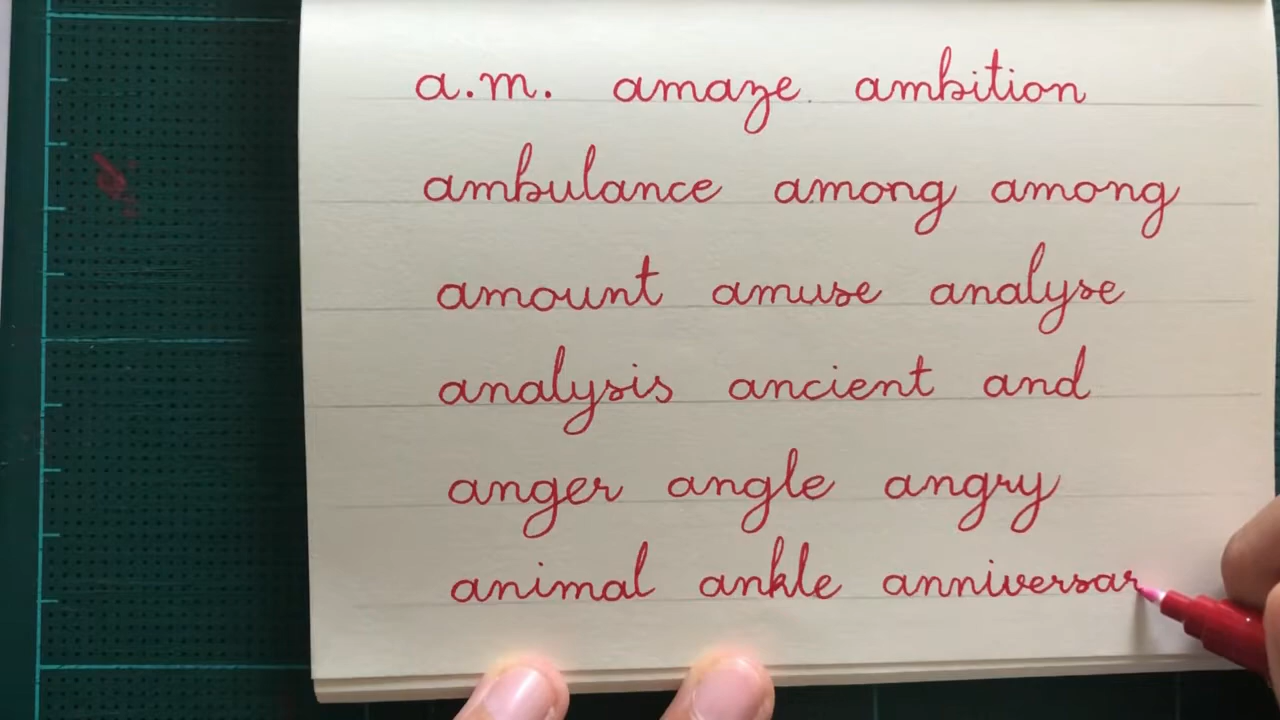 a.m. amaze ambition
ambulance among among
amount amuse analyse
analysis ancient and
anger angle angry
animal ankle anniversar